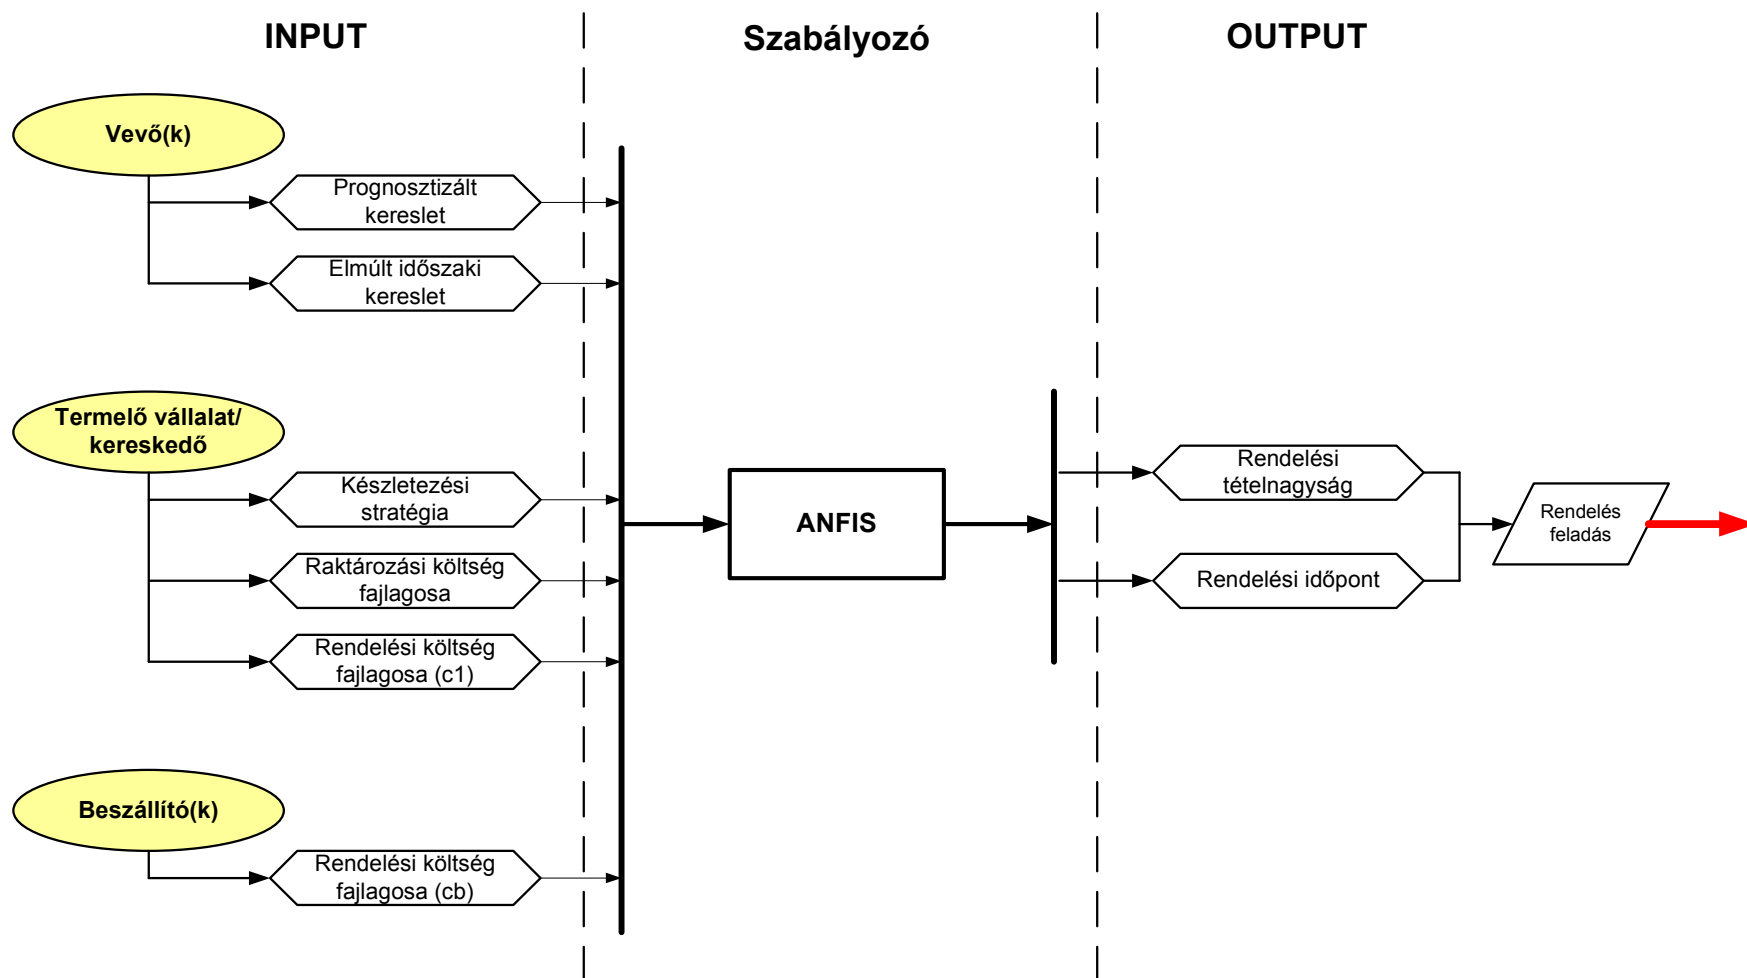 INPUT
Szabályozó
OUTPUT
Vevő(k)
Prognosztizált
kereslet
Elmúlt időszaki
kereslet
Termelő vállalat/
kereskedő
Készletezési
stratégia
Raktározási költség
fajlagosa
Rendelési költség
fajlagosa (c1)
Beszállító(k)
Rendelési költség
fajlagosa (cb)
ANFIS
Rendelési
tételnagyság
Rendelési időpont
Rendelés
feladás